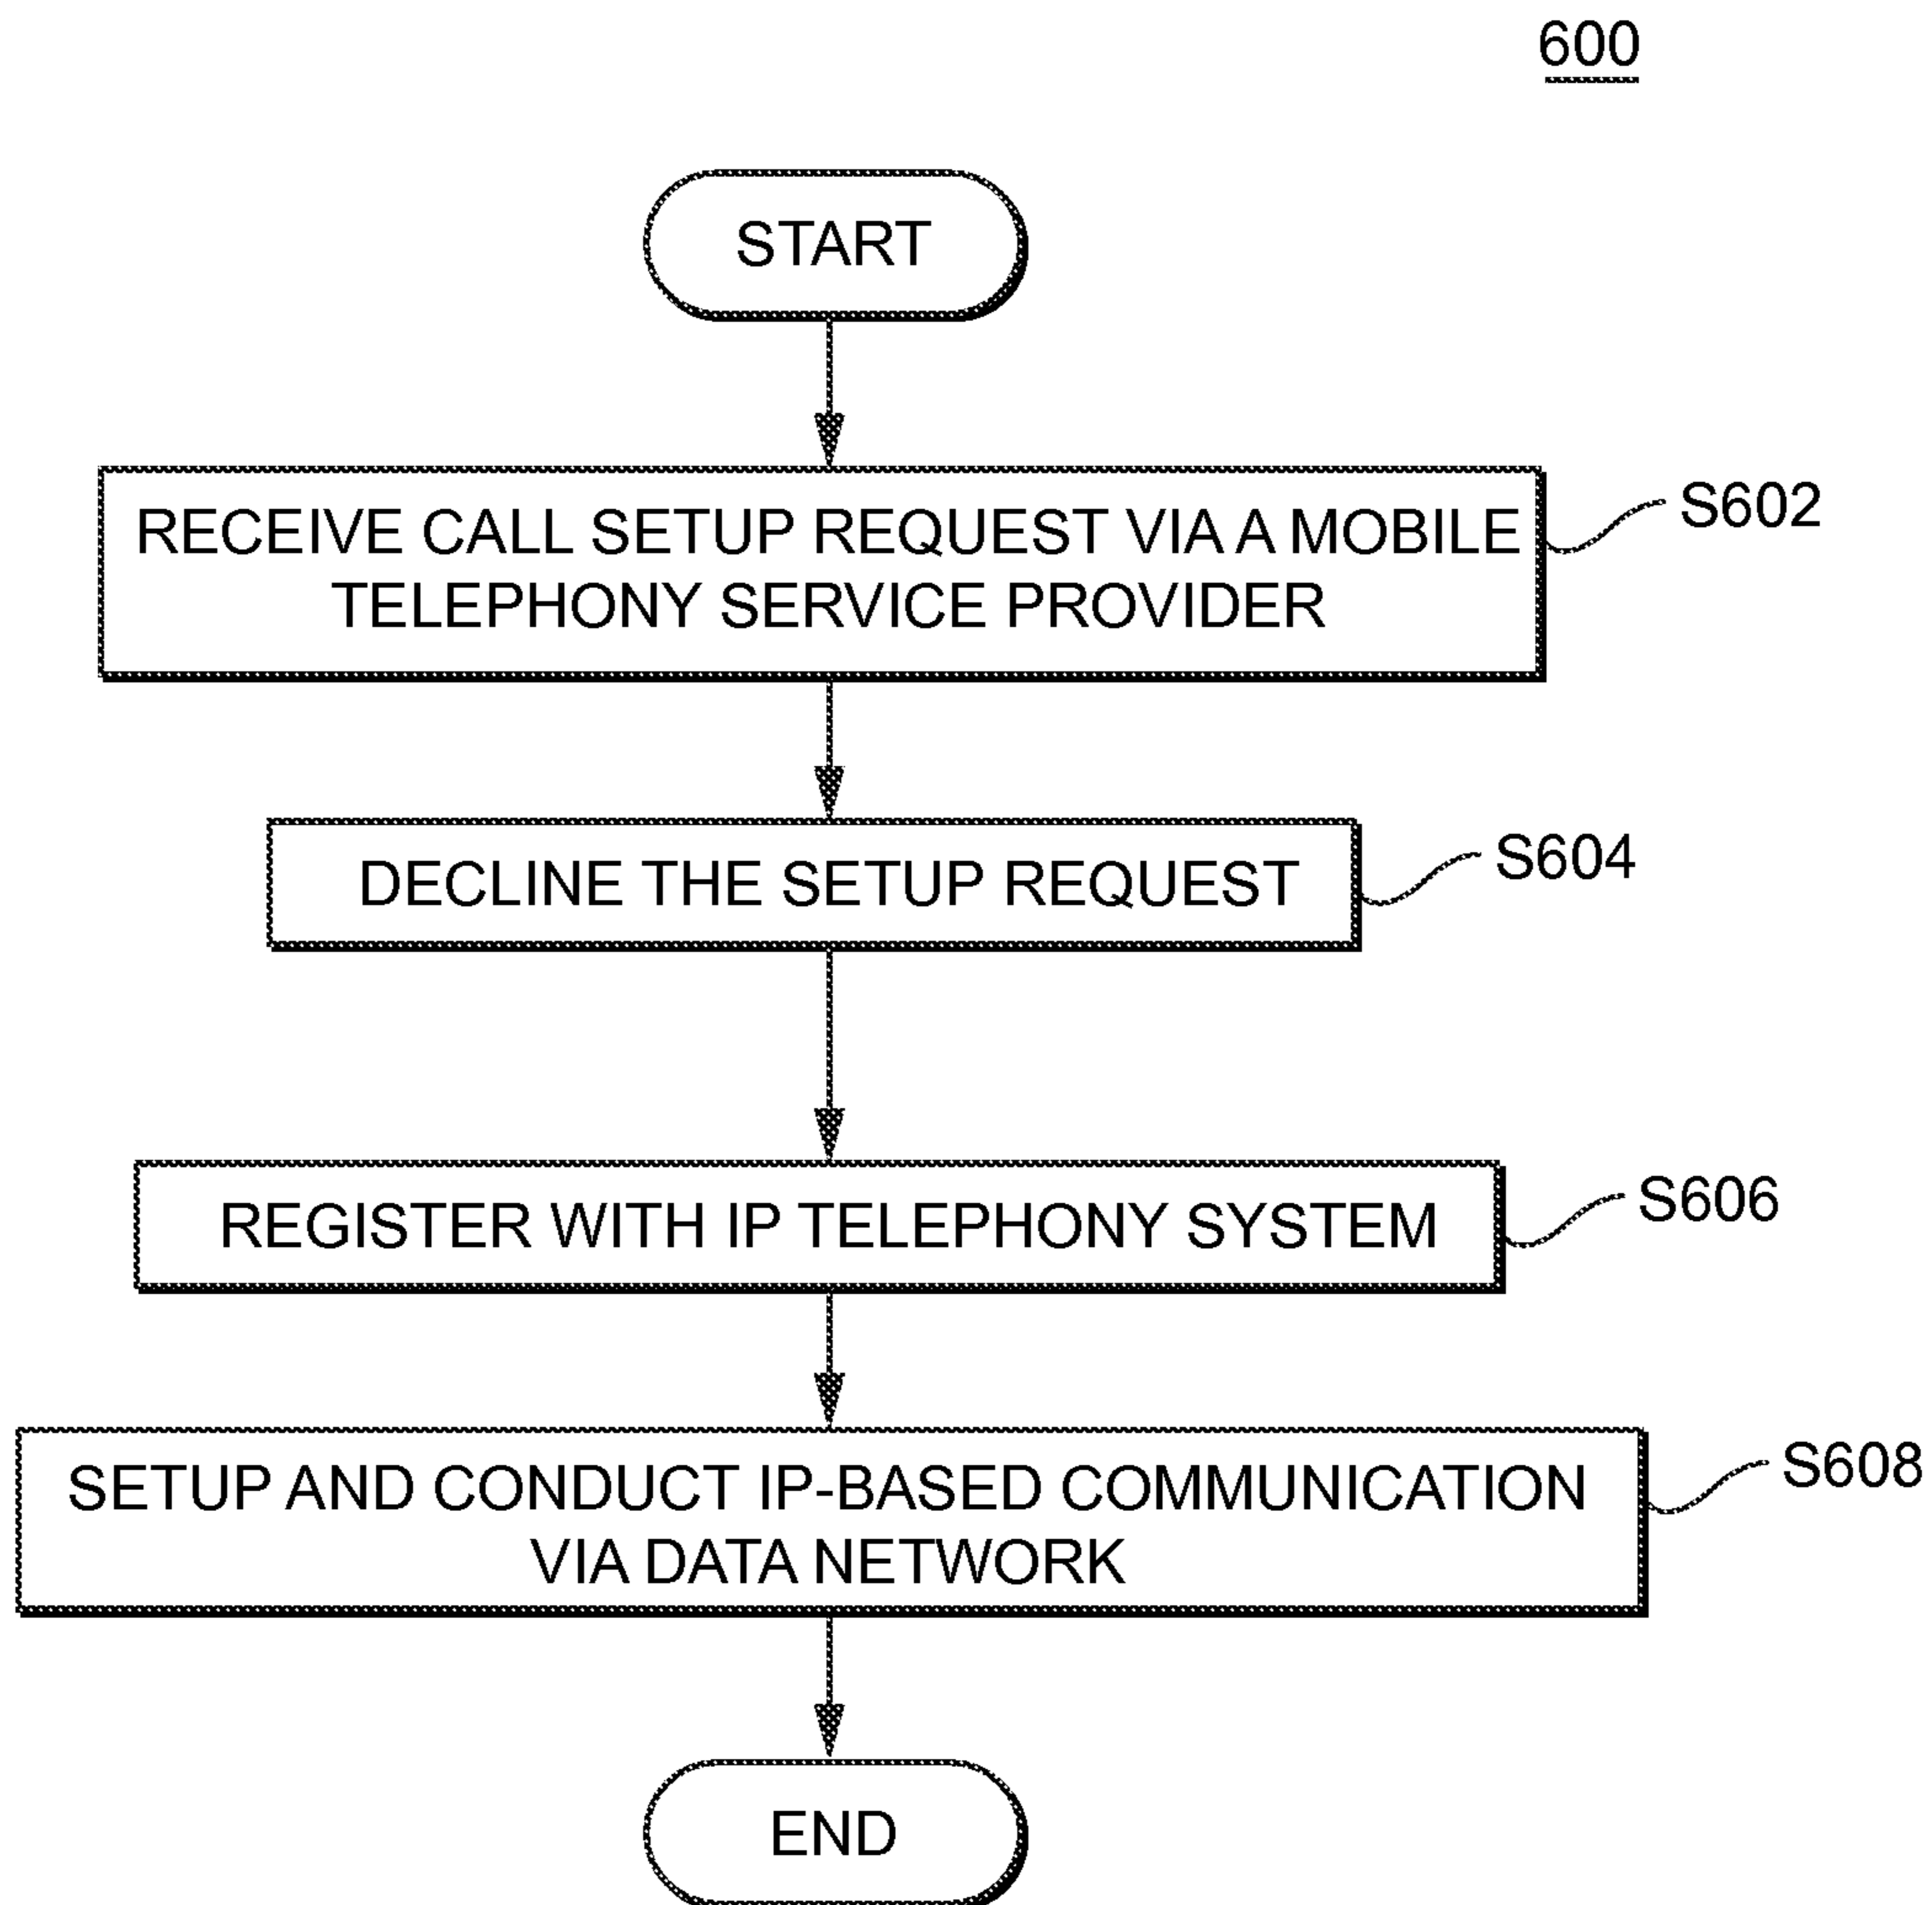 600
START
RECEIVE CALL SETUP REQUEST VIA A MOBILE
TELEPHONY SERVICE PROVIDER
S602
DECLINE THE SETUP REQUEST
S604
REGISTER WITH IP TELEPHONY SYSTEM
S606
SETUP AND CONDUCT IP-BASED COMMUNICATION
VIA DATA NETWORK
S608
END